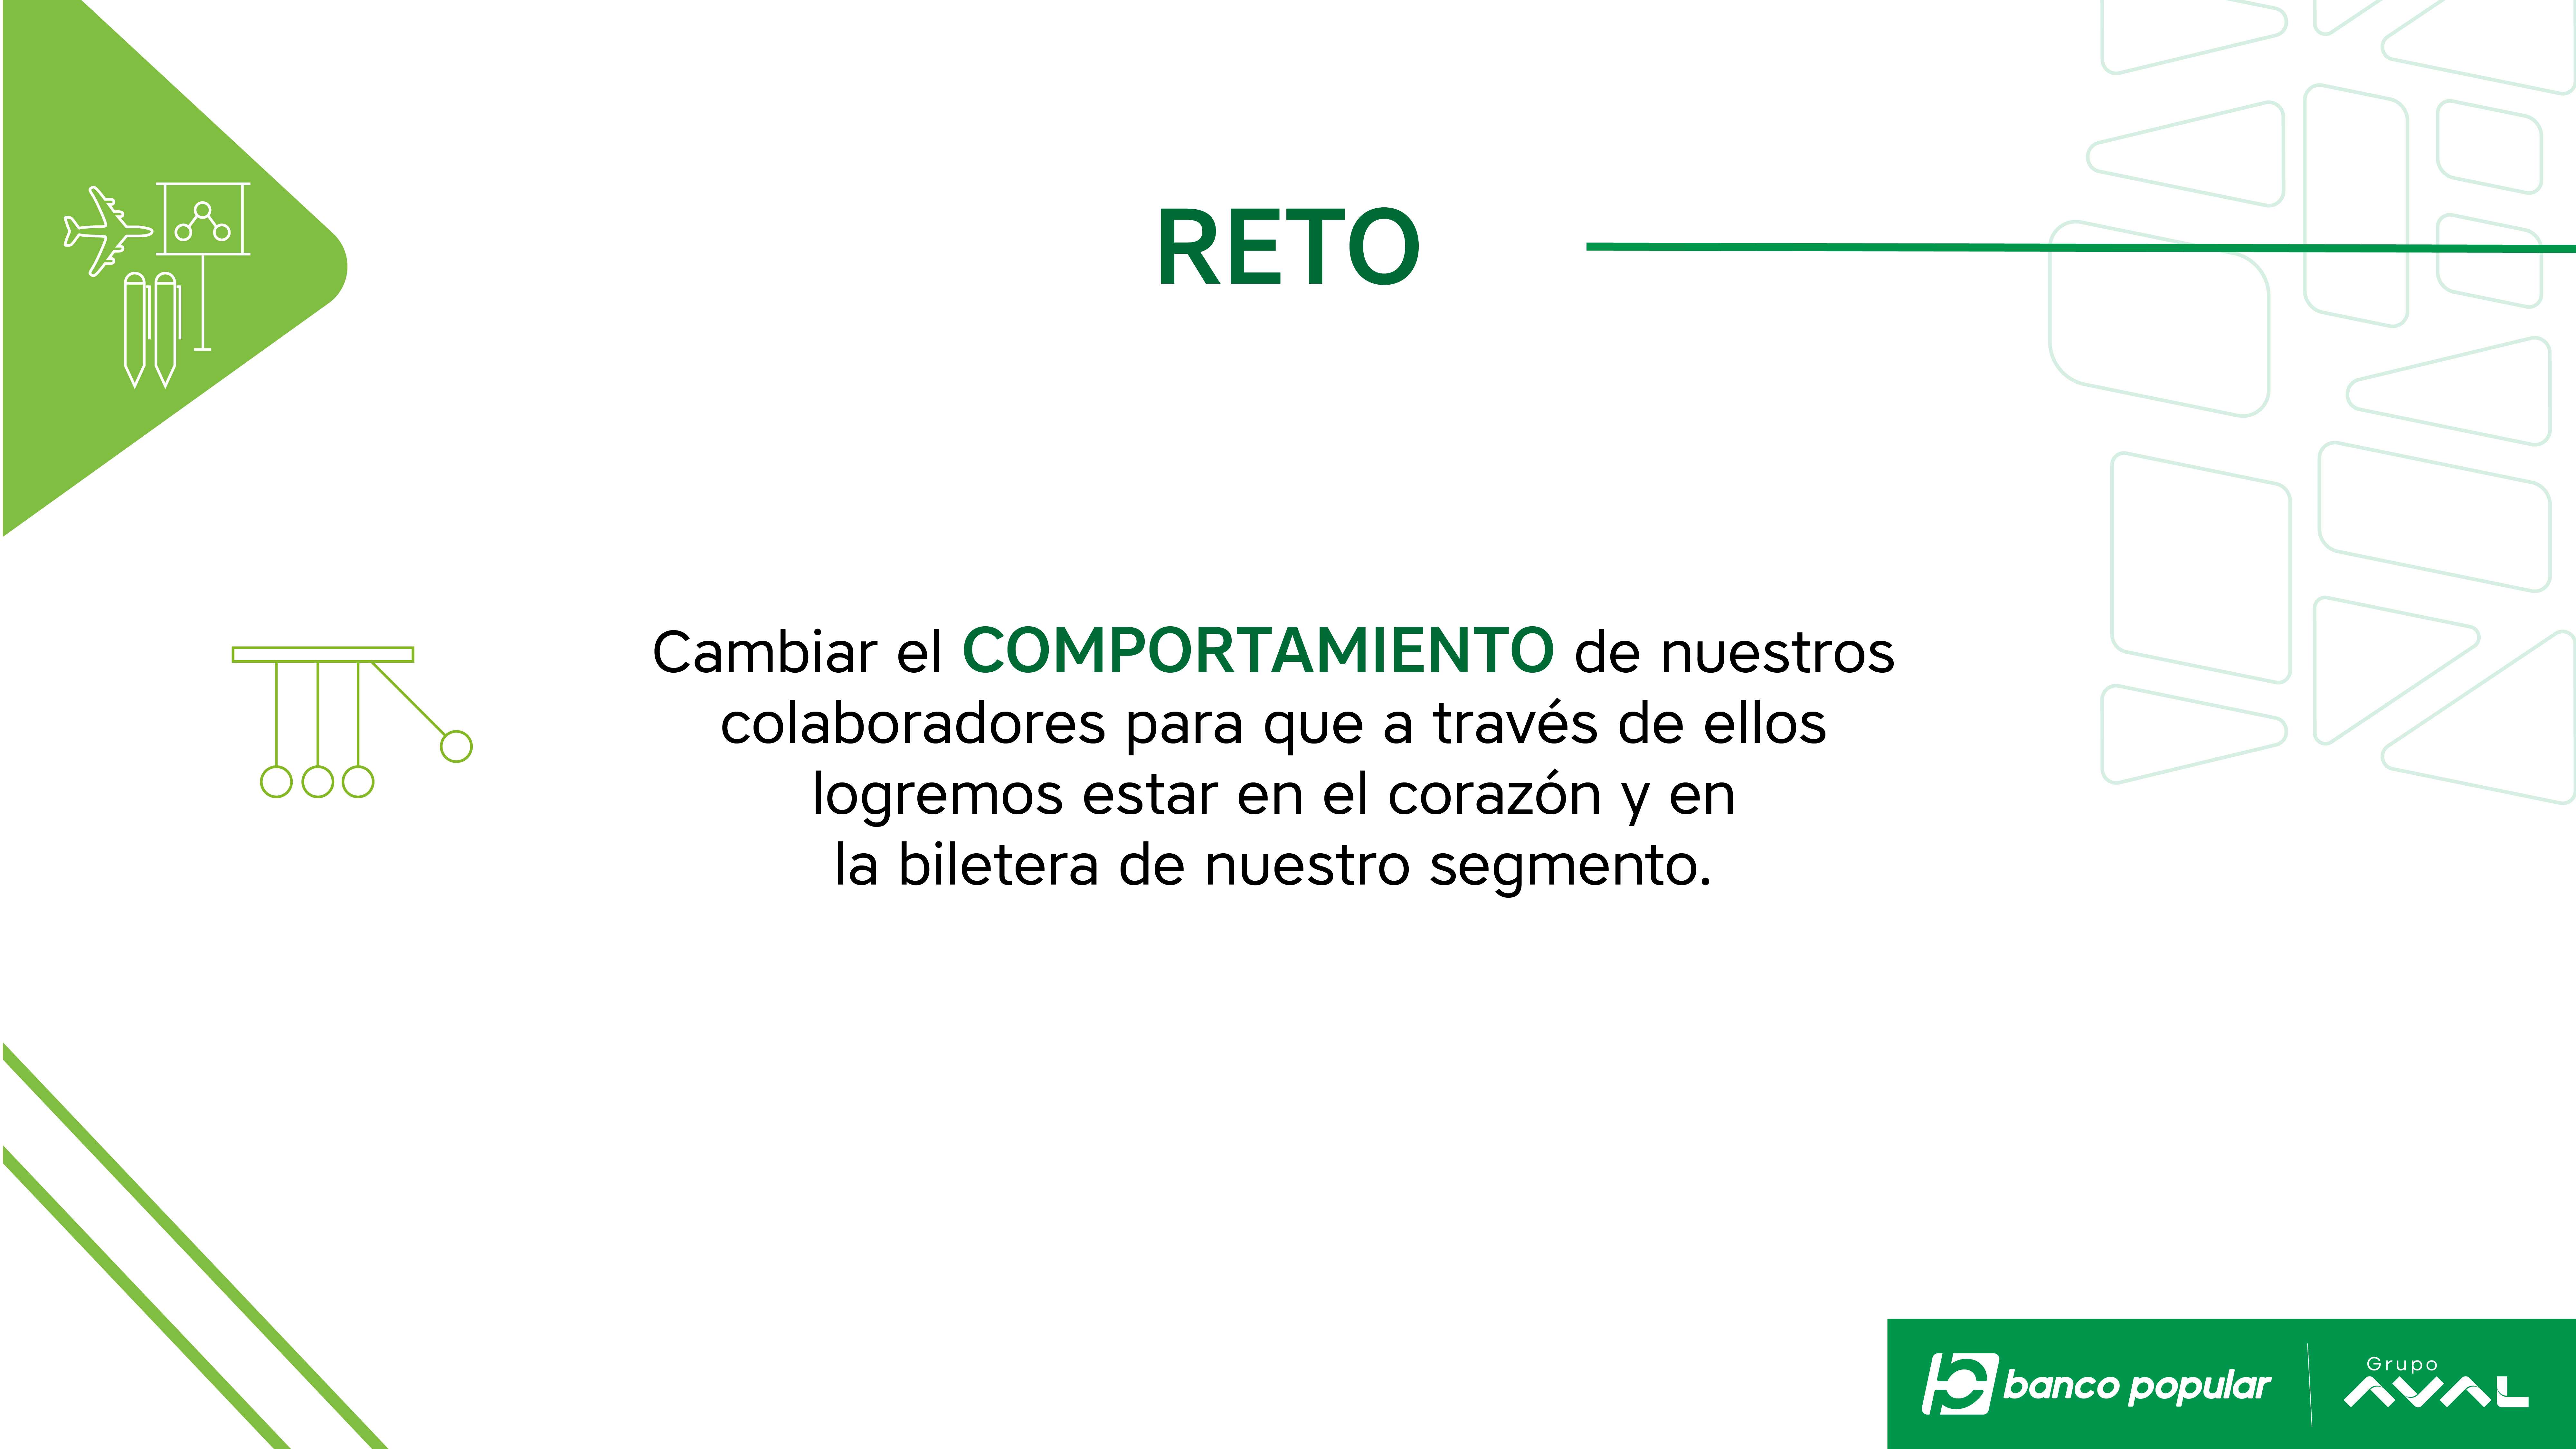 RETO
Cambiar el COMPORTAMIENTO de nuestros
colaboradores para que a través de ellos
logremos estar en el corazón y en
la biletera de nuestro segmento.
banco popular
Grupo
AVAL